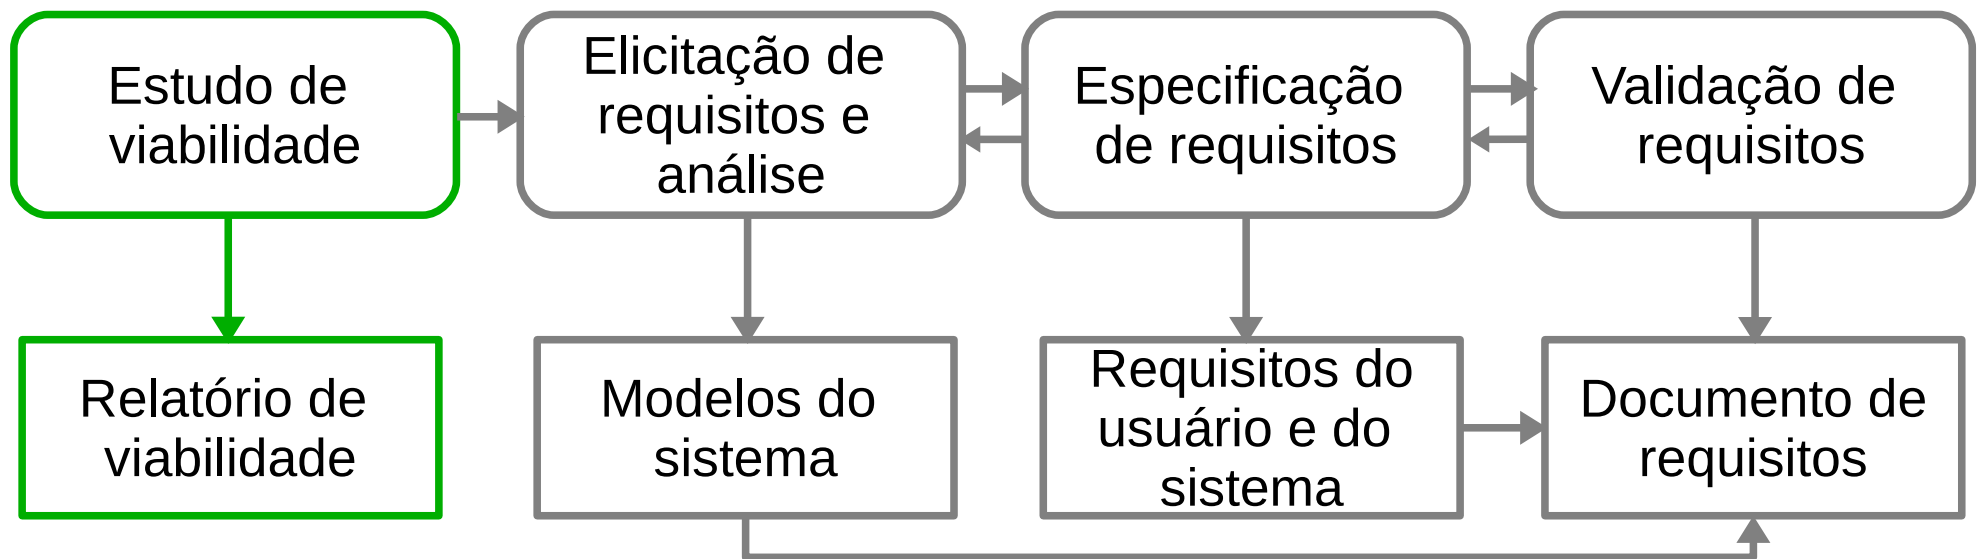 Estudo de
viabilidade
Elicitação de
requisitos e
análise
Especificação
de requisitos
Validação de
requisitos
Relatório de
viabilidade
Modelos do
sistema
Requisitos do
usuário e do
sistema
Documento de
requisitos